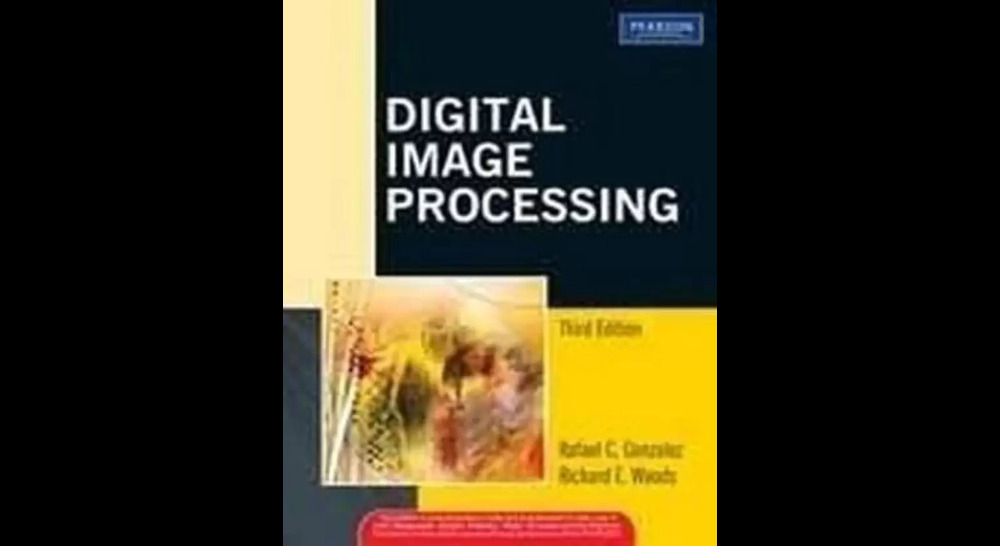 PEARSON
DIGITAL
IMAGE
PROCESSING
Third Edition
Rafael C. Gonzalez
Richard E. Woods